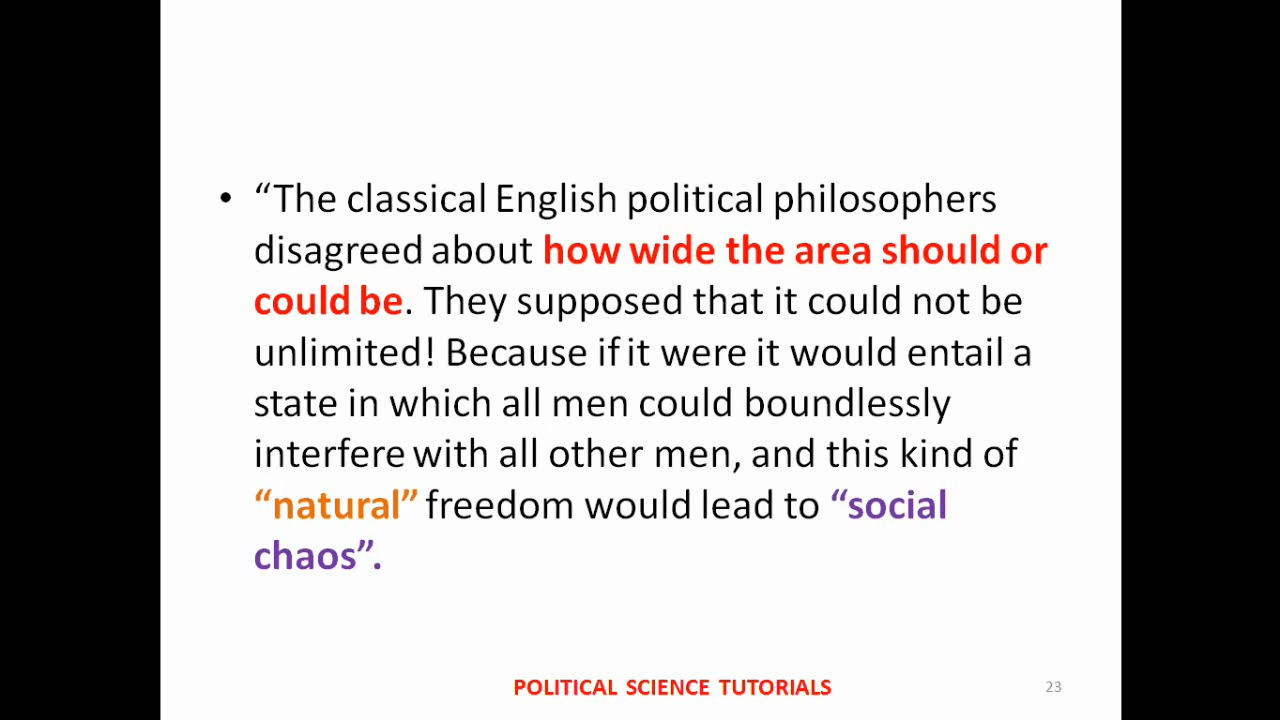 • “The classical English political philosophers
disagreed about how wide the area should or
could be. They supposed that it could not be
unlimited! Because if it were it would entail a
state in which all men could boundlessly
interfere with all other men, and this kind of
“natural” freedom would lead to “social
chaos”.
POLITICAL SCIENCE TUTORIALS
23